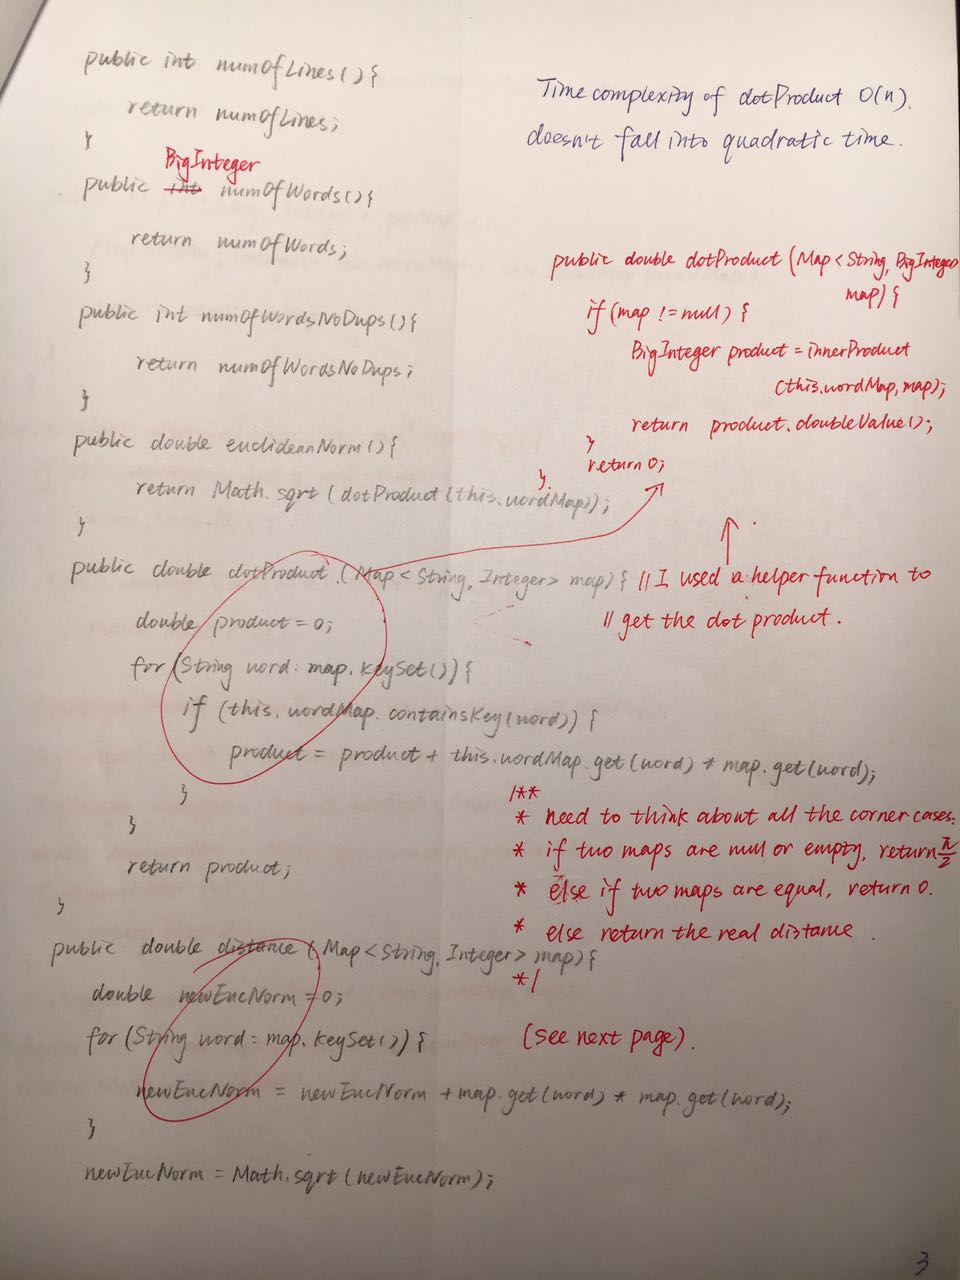 public int numOfLines(){
return numOfLines;
}
BigInteger
public int numOfWords(){
return numOfWords;
}
public int numOfWordsNoDups(){
return numOfWordsNoDups;
}
public double euclideanNorm(){
return Math.sqrt(dotProduct(this.wordMap));
}
public double dotProduct(Map<String, Integer> map){
double product=0;
for(String word: map.keySet()){
if (this.wordMap.containsKey(word)) {
product = product + this.wordMap.get(word) * map.get(word);
}
}
return product;
}
public double distance (Map<String, Integer> map){
double newEucNorm=0;
for(String word: map.keySet()){
newEucNorm = newEucNorm + map.get(word) * map.get(word);
}
newEucNorm = Math.sqrt(newEucNorm);
Time complexity of dotProduct O(n).
doesn't fall into quadratic time.
public double dotProduct (Map<String, BigInteger
map){
if(map != null) {
BigInteger product = innerProduct
(this.wordMap, map);
return product.doubleValue();
}
return 0;
}
// I used a helper function to
// get the dot product.
/**
* need to think about all the corner cases.
* if two maps are null or empty, return π/2
* else if two maps are equal, return 0.
* else return the real distance.
*/
(see next page).
3